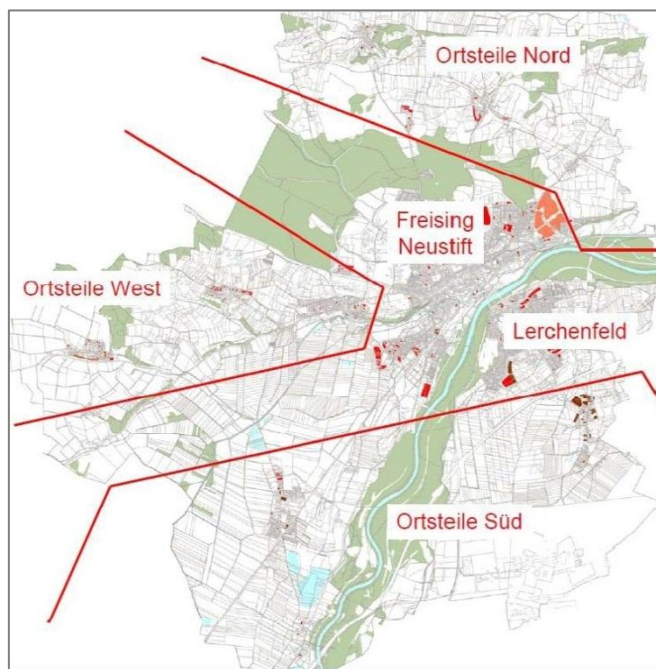 Ortsteile Nord
Freising
Neustift
Ortsteile West
Lerchenfeld
Ortsteile Süd